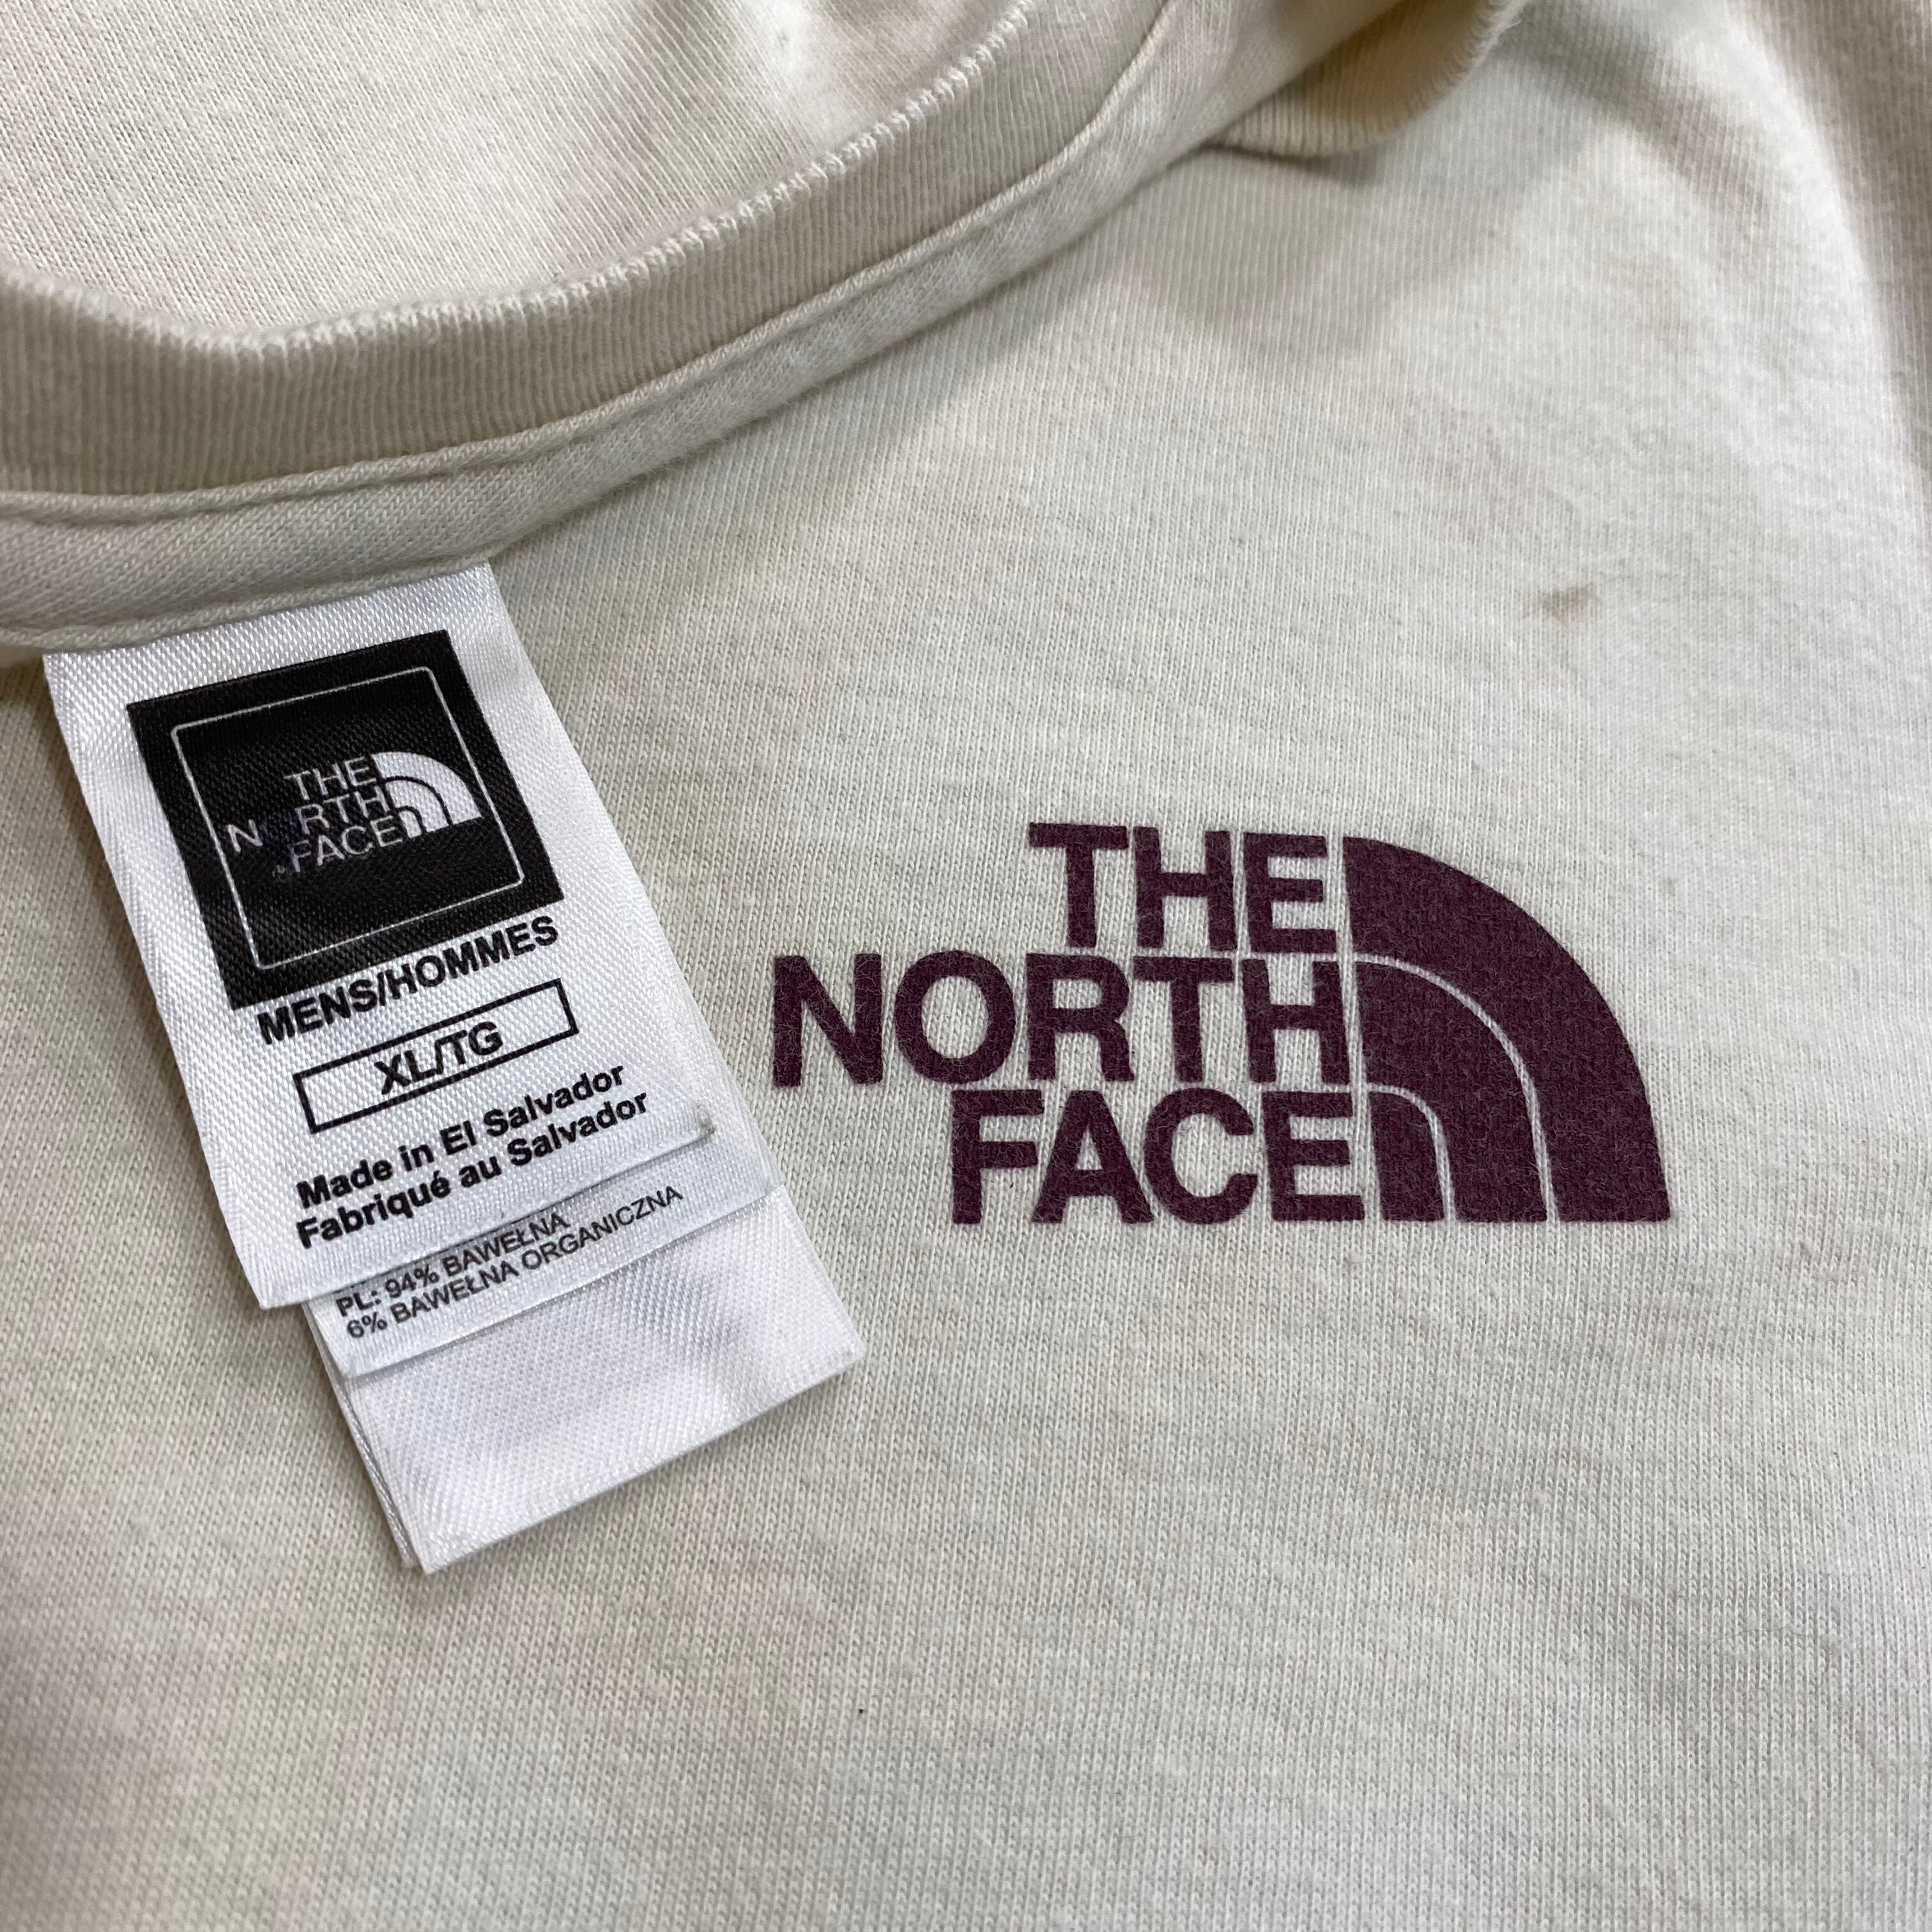 THE
NORTH
FACE
MENS/HOMMES
XL/TG
Made in El Salvador
Fabriqué au Salvador
PL: 94% BAWEŁNA
6% BAWEŁNA ORGANICZNA
THE
NORTH
FACE